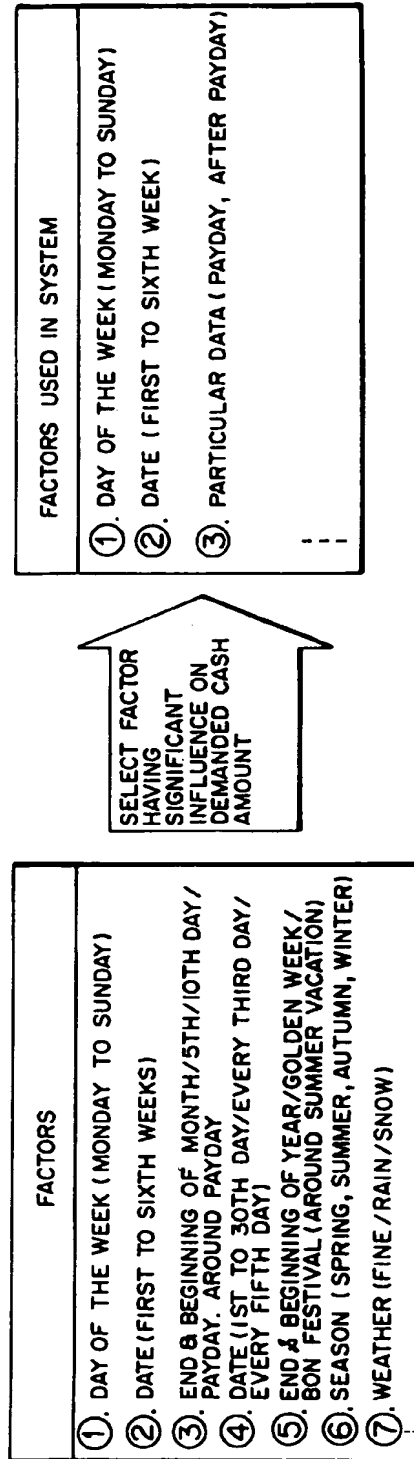 FACTORS
①. DAY OF THE WEEK (MONDAY TO SUNDAY)
②. DATE (FIRST TO SIXTH WEEKS)
③. END & BEGINNING OF MONTH/5TH/10TH DAY/
PAYDAY. AROUND PAYDAY
④. DATE (1ST TO 30TH DAY/EVERY THIRD DAY/
EVERY FIFTH DAY)
⑤. END & BEGINNING OF YEAR/GOLDEN WEEK/
BON FESTIVAL (AROUND SUMMER VACATION)
⑥. SEASON (SPRING, SUMMER, AUTUMN, WINTER)
⑦. WEATHER (FINE/RAIN/SNOW)
SELECT FACTOR
HAVING
SIGNIFICANT
INFLUENCE ON
DEMANDED CASH
AMOUNT
FACTORS USED IN SYSTEM
①. DAY OF THE WEEK (MONDAY TO SUNDAY)
②. DATE (FIRST TO SIXTH WEEK)
③. PARTICULAR DATA (PAYDAY, AFTER PAYDAY)